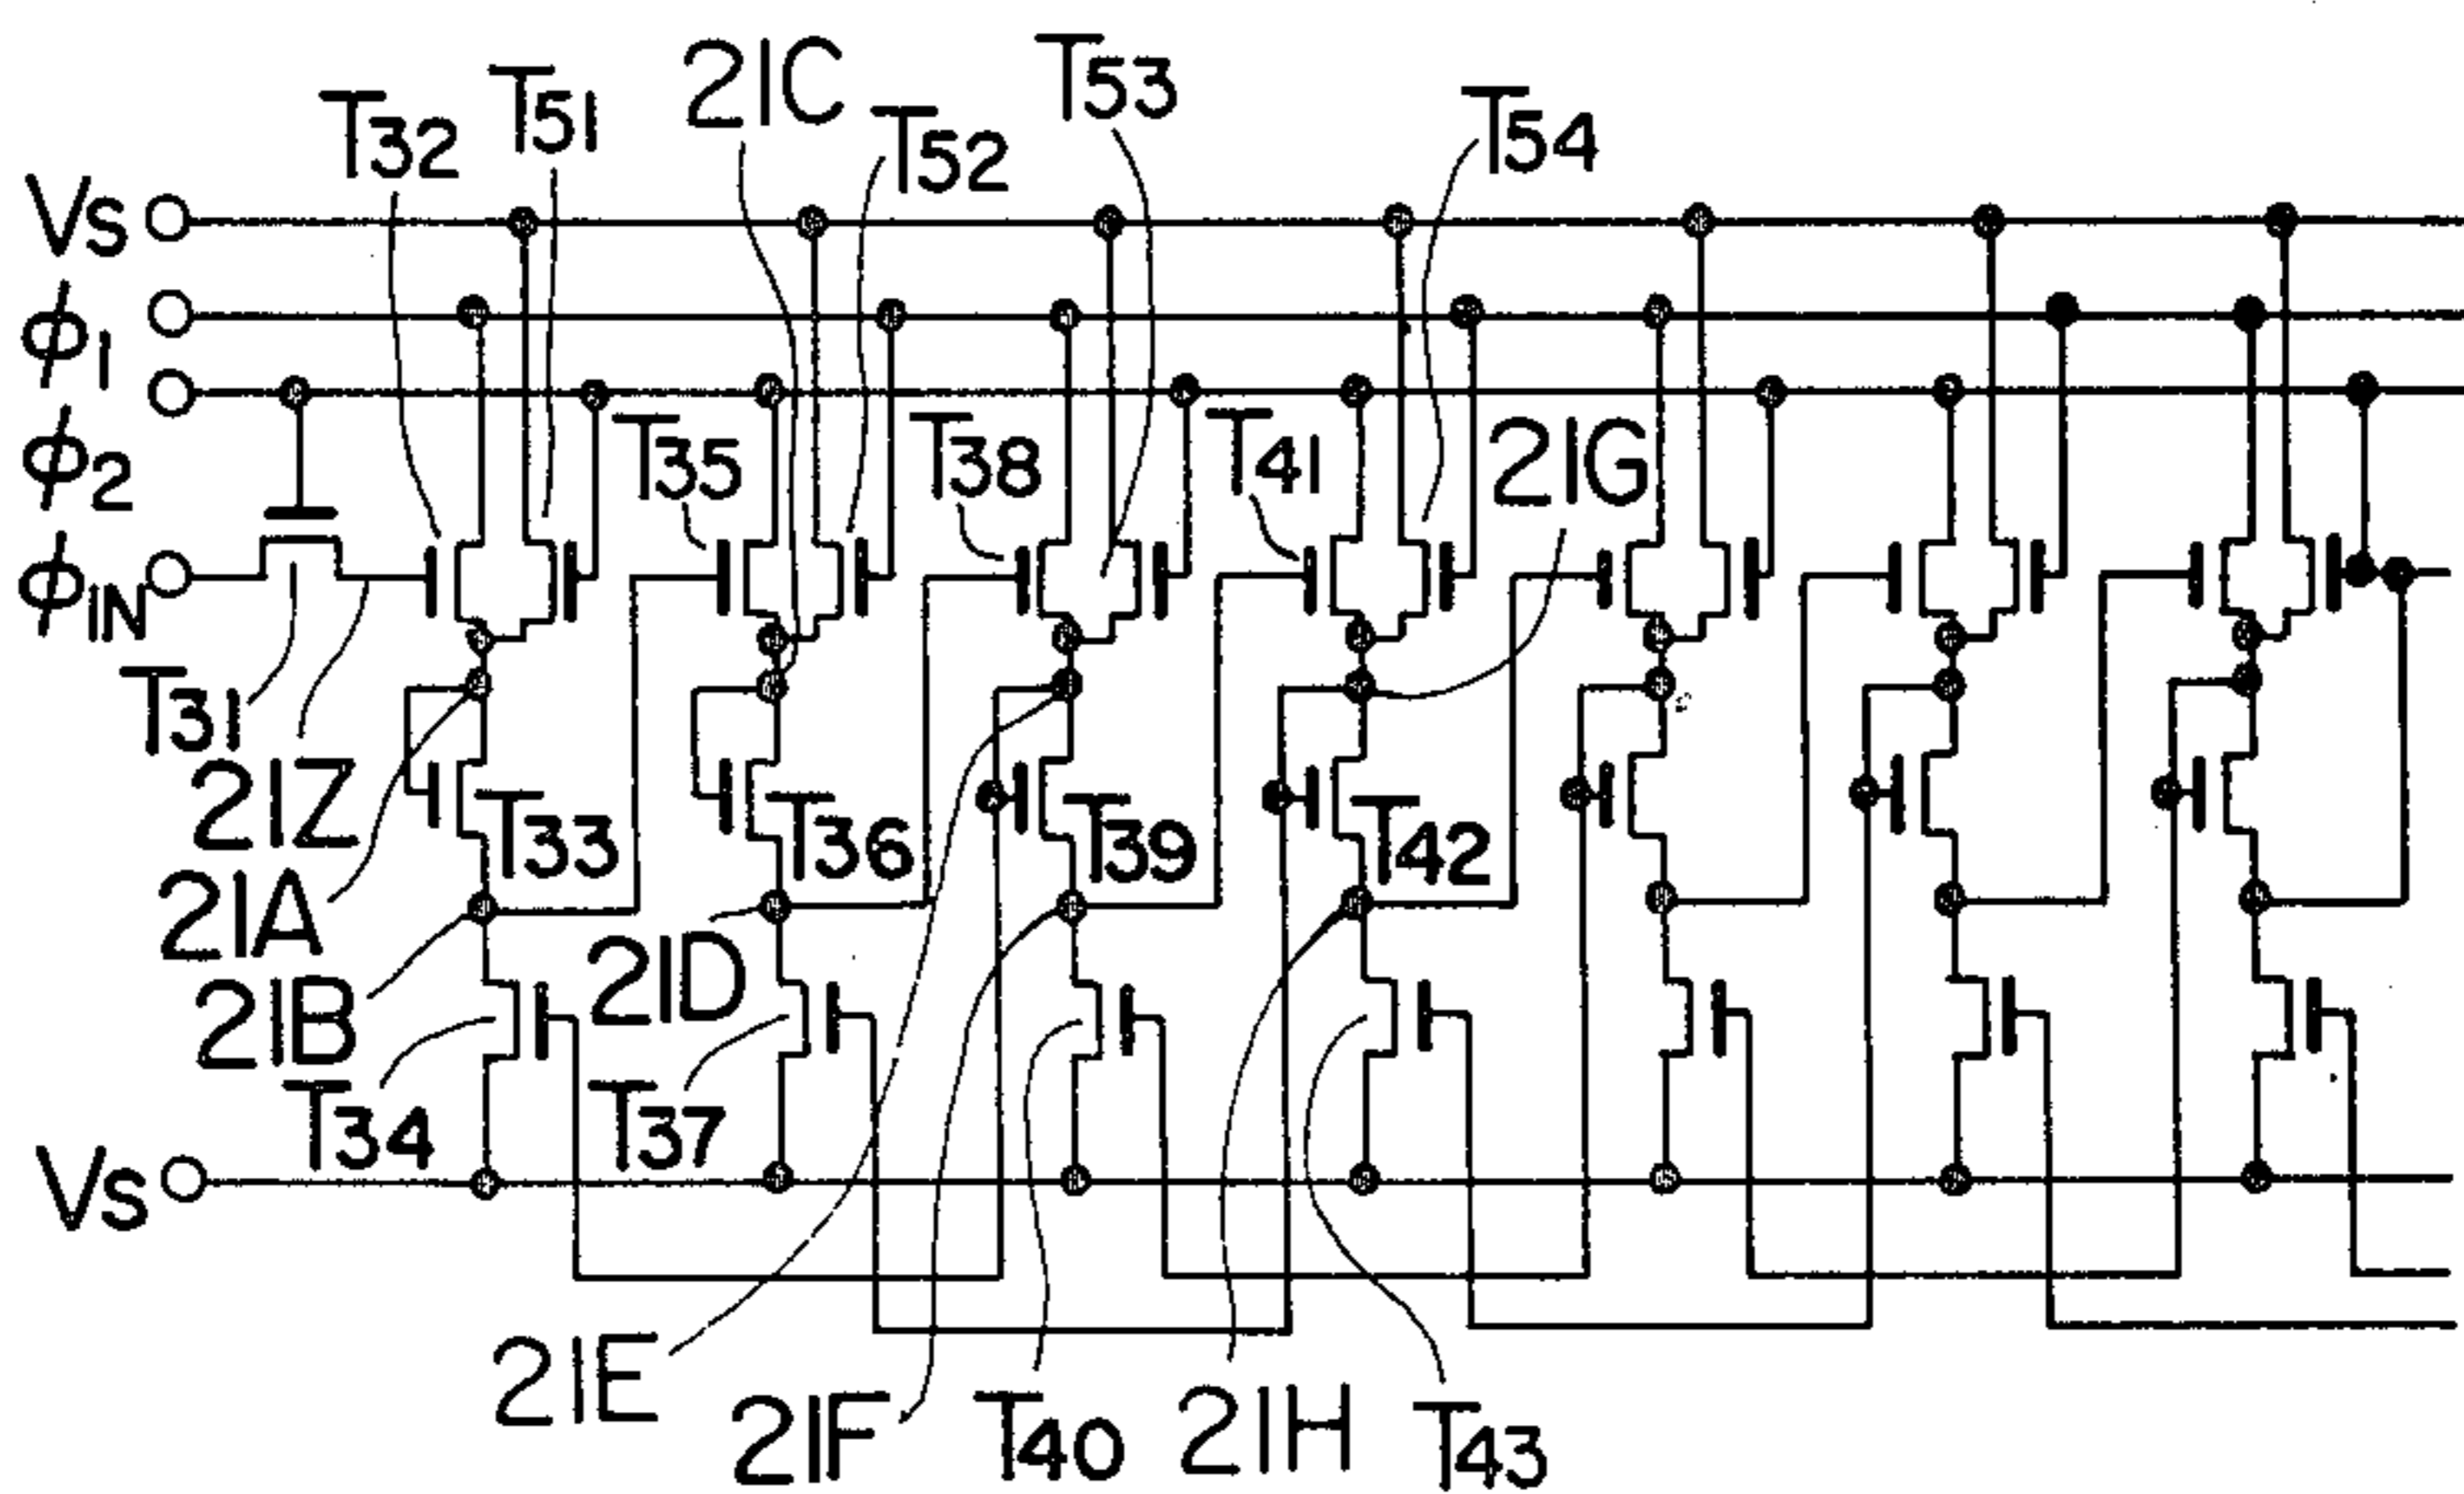 T32
T51
21C
T52
T53
T54
VS
ϕ1
ϕ2
ϕIN
T35
T38
T41
21G
T31
21Z
21A
21B
T33
T36
T39
T42
21D
T34
T37
VS
21E
21F
T40
21H
T43